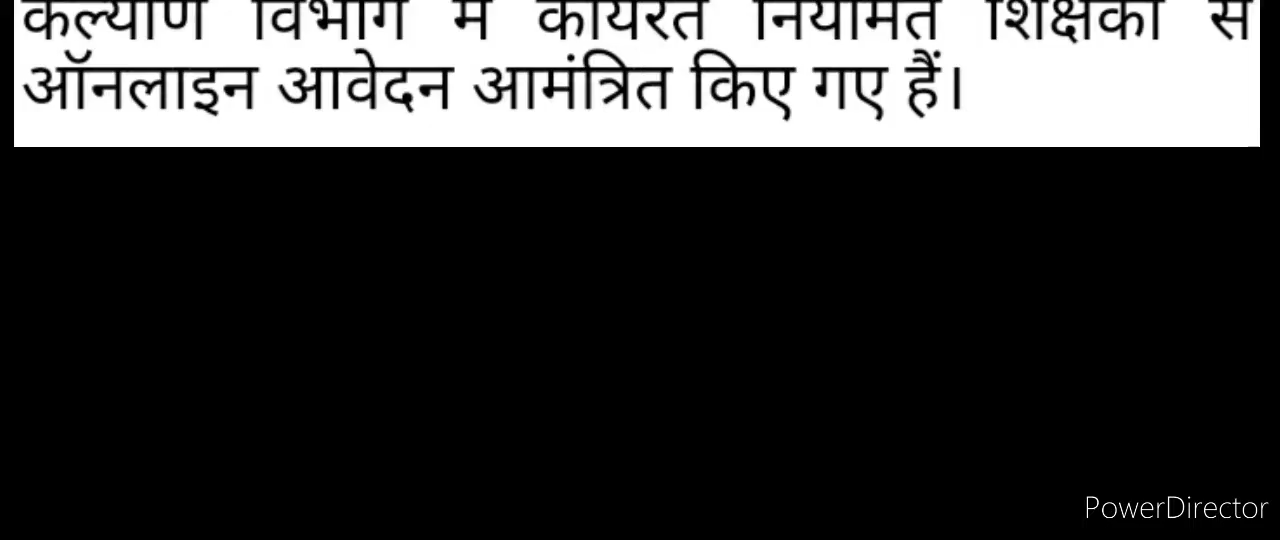 कल्याण विभाग में कार्यरत नियमित शिक्षकों से
ऑनलाइन आवेदन आमंत्रित किए गए हैं।
PowerDirector